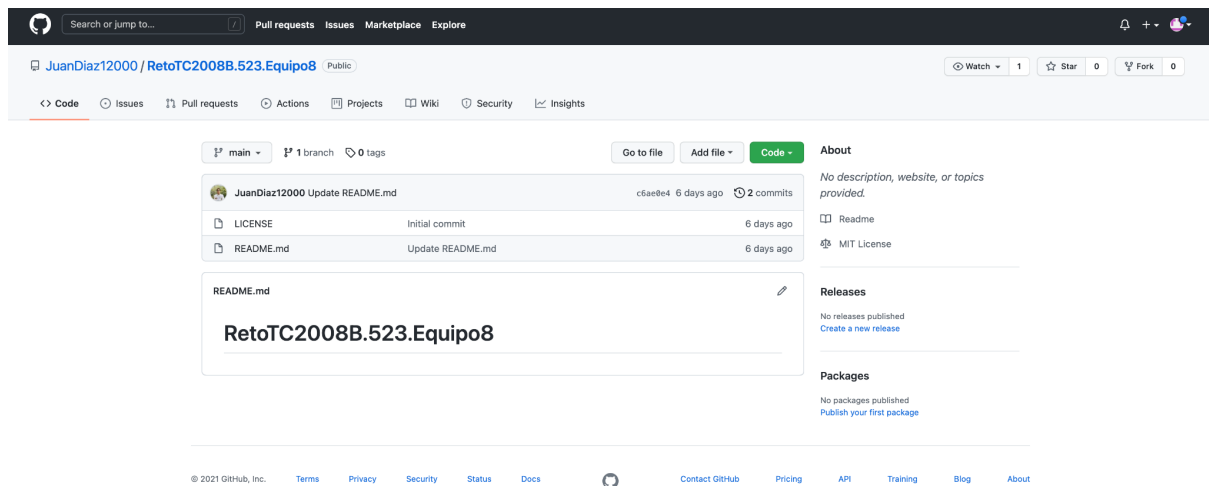 Search or jump to... /
Pull requests Issues Marketplace Explore
JuanDiaz12000 / RetoTC2008B.523.Equipo8 Public
Watch 1 Star 0 Fork 0
<> Code Issues Pull requests Actions Projects Wiki Security Insights
main 1 branch 0 tags Go to file Add file Code
JuanDiaz12000 Update README.md c6ae0e4 6 days ago 2 commits
LICENSE Initial commit 6 days ago
README.md Update README.md 6 days ago
README.md
RetoTC2008B.523.Equipo8
About
No description, website, or topics
provided.
Readme
MIT License
Releases
No releases published
Create a new release
Packages
No packages published
Publish your first package
© 2021 GitHub, Inc. Terms Privacy Security Status Docs Contact GitHub Pricing API Training Blog About